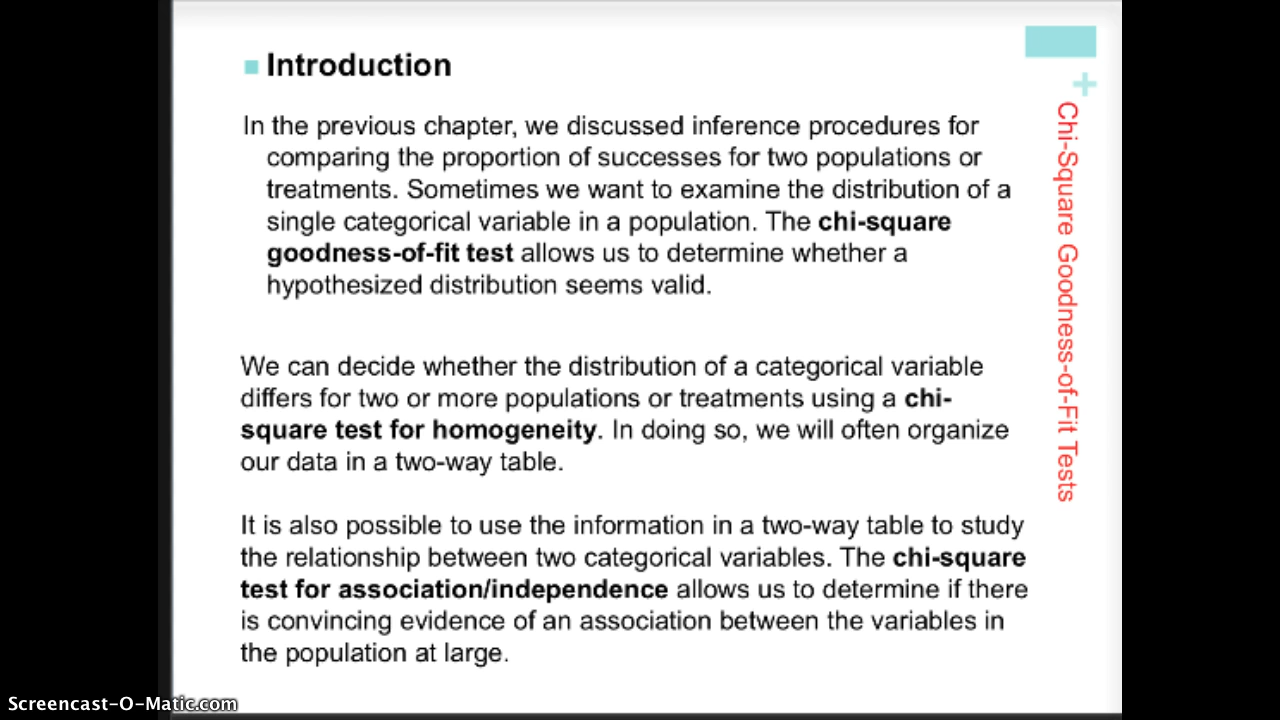 Introduction
In the previous chapter, we discussed inference procedures for
comparing the proportion of successes for two populations or
treatments. Sometimes we want to examine the distribution of a
single categorical variable in a population. The chi-square
goodness-of-fit test allows us to determine whether a
hypothesized distribution seems valid.
We can decide whether the distribution of a categorical variable
differs for two or more populations or treatments using a chi-
square test for homogeneity. In doing so, we will often organize
our data in a two-way table.
It is also possible to use the information in a two-way table to study
the relationship between two categorical variables. The chi-square
test for association/independence allows us to determine if there
is convincing evidence of an association between the variables in
the population at large.
+
Chi-Square Goodness-of-Fit Tests
Screencast-O-Matic.com